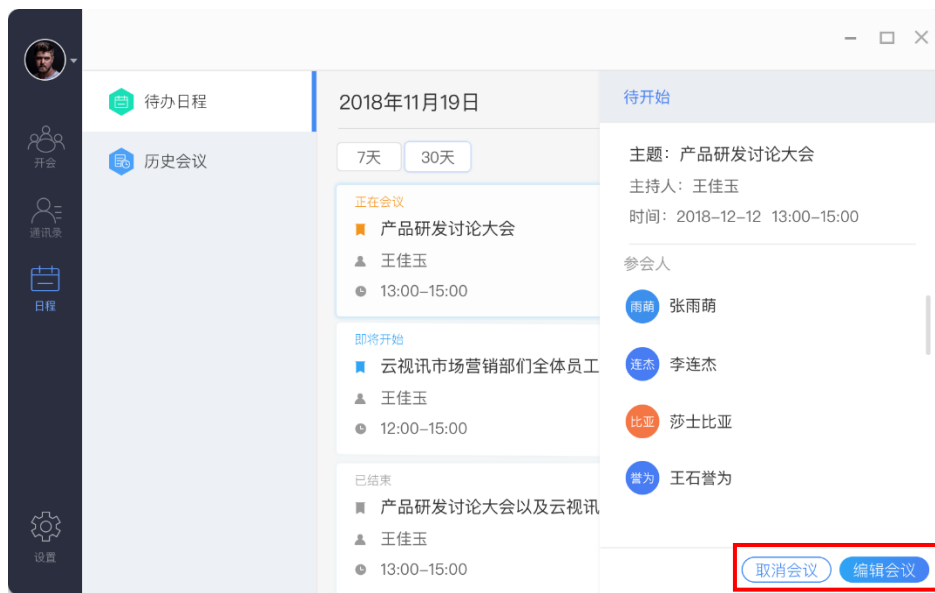 开会
通讯录
日程
设置
待办日程
历史会议
2018年11月19日
7天
30天
正在会议
产品研发讨论大会
王佳玉
13:00–15:00
即将开始
云视讯市场营销部们全体员工
王佳玉
12:00–15:00
已结束
产品研发讨论大会以及云视讯
王佳玉
13:00–15:00
待开始
主题：产品研发讨论大会
主持人：王佳玉
时间：2018–12–12 13:00–15:00
参会人
雨萌 张雨萌
连杰 李连杰
比亚 莎士比亚
誉为 王石誉为
取消会议
编辑会议